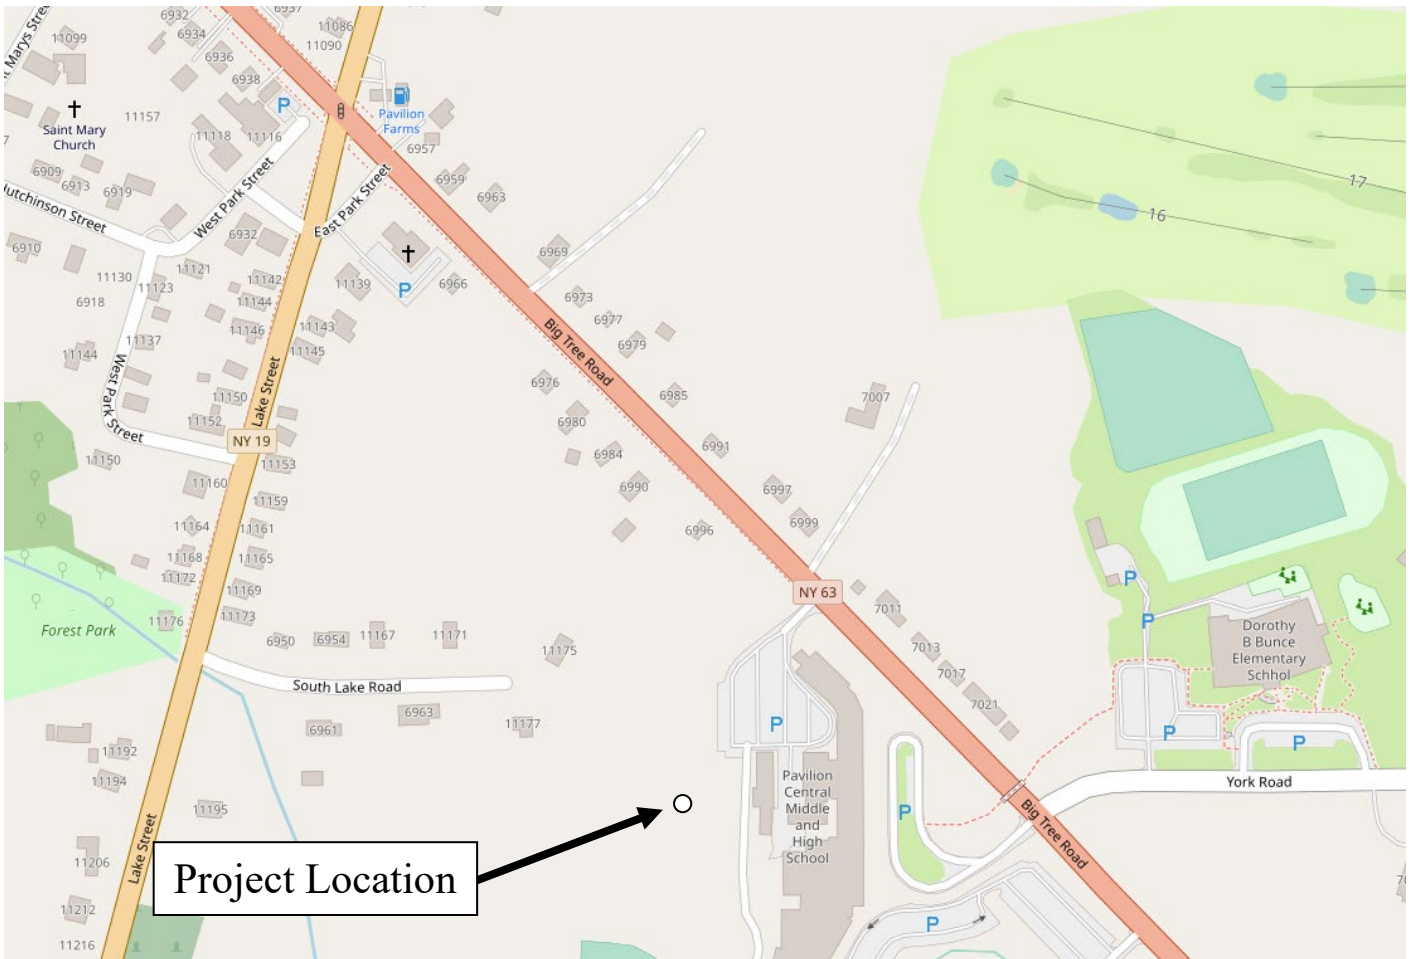 6932
6937
11086
11090
6934
6936
6938
11099
t Marys Stre
Saint Mary
Church
11157
11118
11116
P
Pavilion
Farms
6957
6959
6963
6909
6913
6919
utchinson Street
West Park Street
East Park Street
6932
6910
11130
11121
11123
11142
11144
11146
6918
11137
11144
West Park Street
11139
P
6966
11143
11145
11150
11152
Lake Street
NY 19
11153
11150
11160
11159
11164
11161
11168
11165
11172
11169
11173
11176
Forest Park
6969
6973
6977
6979
Big Tree Road
6976
6980
6984
6985
6990
6991
6996
6997
6999
7007
NY 63
7011
7013
7017
7021
16
17
6950
6954
11167
11171
11175
South Lake Road
6961
6963
11177
11192
11194
11195
Lake Street
11206
11212
11216
Project Location
P
Pavilion
Central
Middle
and
High
School
P
P
P
P
Dorothy
B Bunce
Elementary
Schhol
P
P
York Road
Big Tree Road